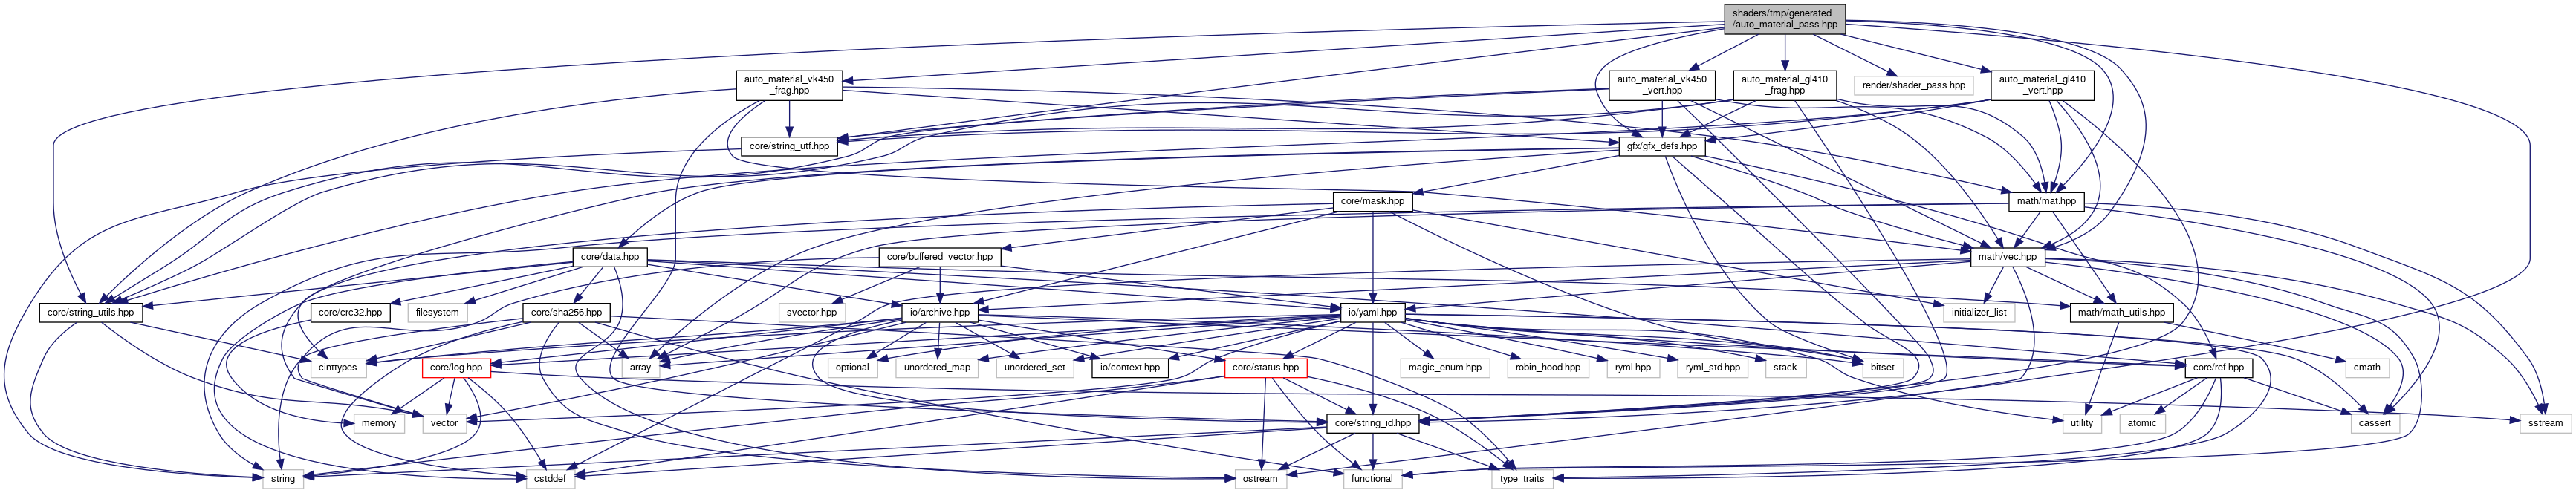 shaders/tmp/generated
/auto_material_pass.hpp
auto_material_vk450
_frag.hpp
auto_material_vk450
_vert.hpp
auto_material_gl410
_frag.hpp
render/shader_pass.hpp
auto_material_gl410
_vert.hpp
core/string_utf.hpp
gfx/gfx_defs.hpp
core/mask.hpp
math/mat.hpp
core/data.hpp
core/buffered_vector.hpp
math/vec.hpp
core/string_utils.hpp
core/crc32.hpp
filesystem
core/sha256.hpp
svector.hpp
io/archive.hpp
io/yaml.hpp
initializer_list
math/math_utils.hpp
cinttypes
core/log.hpp
array
optional
unordered_map
unordered_set
io/context.hpp
core/status.hpp
magic_enum.hpp
robin_hood.hpp
ryml.hpp
ryml_std.hpp
stack
bitset
core/ref.hpp
cmath
memory
vector
core/string_id.hpp
utility
atomic
cassert
sstream
string
cstddef
ostream
functional
type_traits